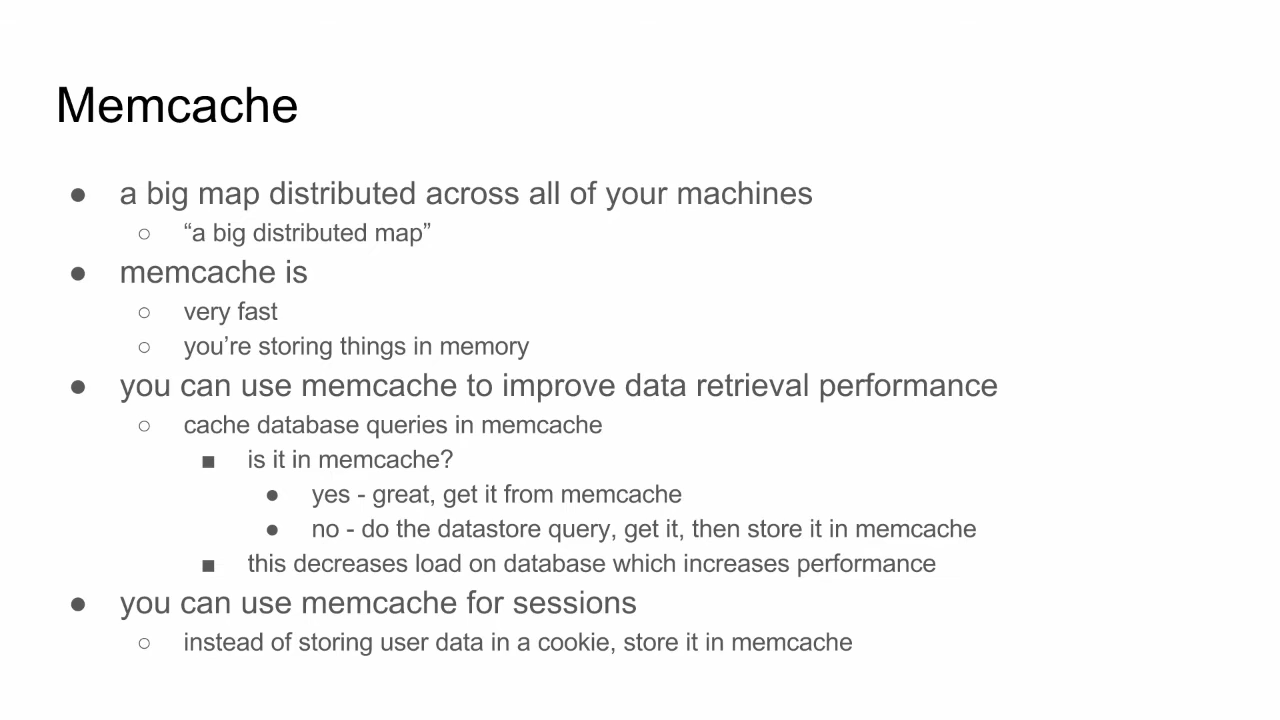 Memcache
● a big map distributed across all of your machines
○ “a big distributed map”
● memcache is
○ very fast
○ you’re storing things in memory
● you can use memcache to improve data retrieval performance
○ cache database queries in memcache
■ is it in memcache?
● yes - great, get it from memcache
● no - do the datastore query, get it, then store it in memcache
■ this decreases load on database which increases performance
● you can use memcache for sessions
○ instead of storing user data in a cookie, store it in memcache